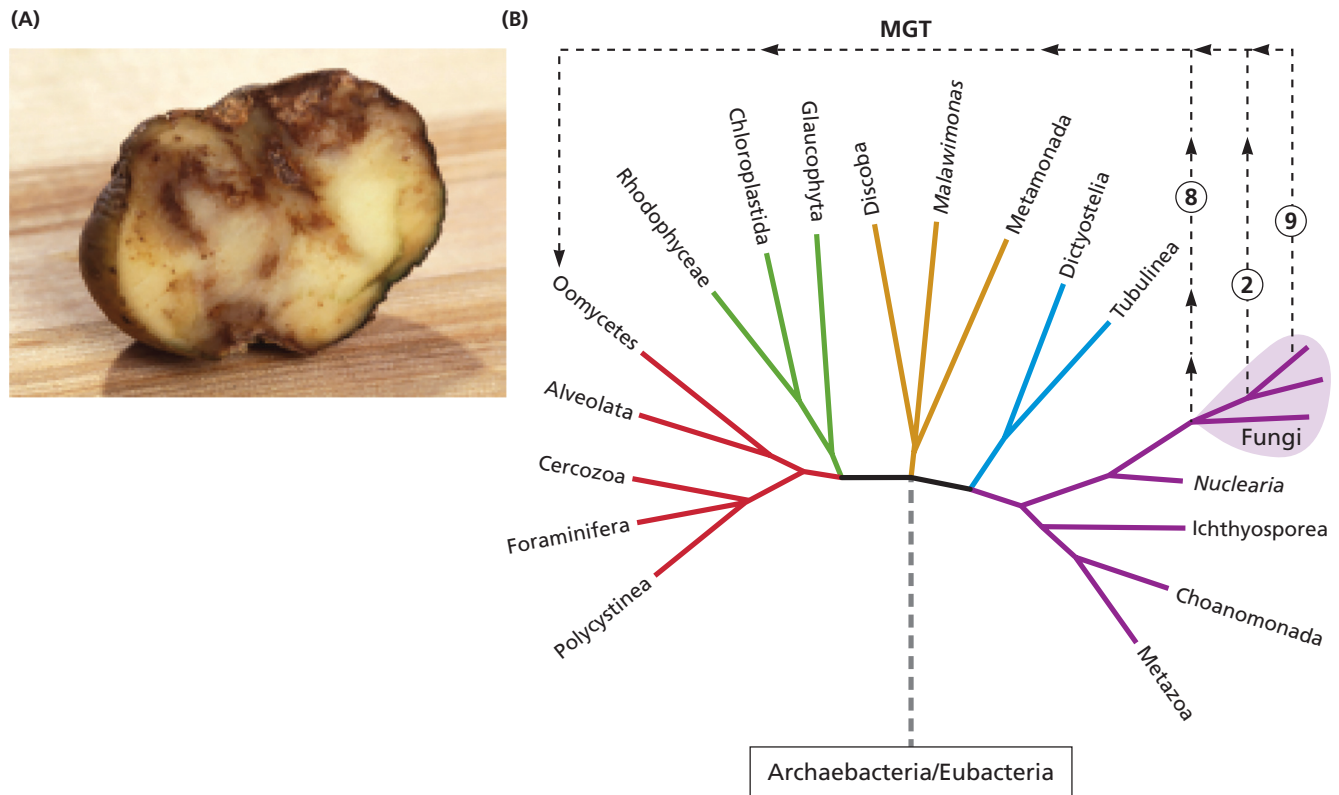 (A)
(B)
MGT
Glaucophyta
Chloroplastida
Rhodophyceae
Discoba
Malawimonas
Metamonada
Dictyostelia
Tubulinea
8
9
2
Oomycetes
Alveolata
Cercozoa
Foraminifera
Polycystinea
Fungi
Nuclearia
Ichthyosporea
Choanomonada
Metazoa
Archaebacteria/Eubacteria